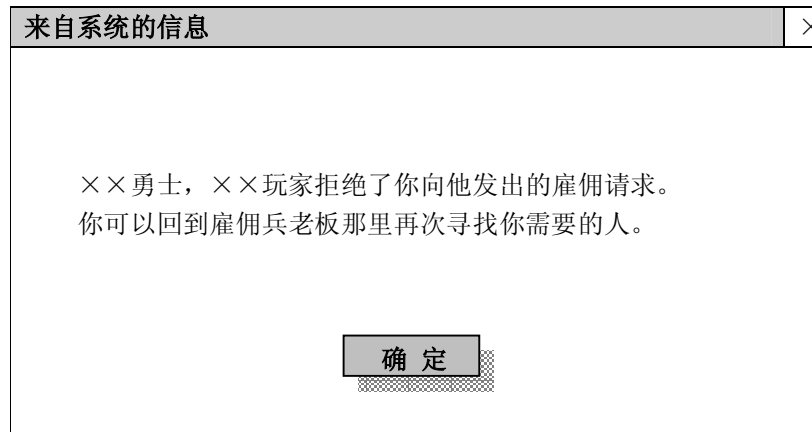 来自系统的信息
×
××勇士，××玩家拒绝了你向他发出的雇佣请求。
你可以回到雇佣兵老板那里再次寻找你需要的人。
确 定